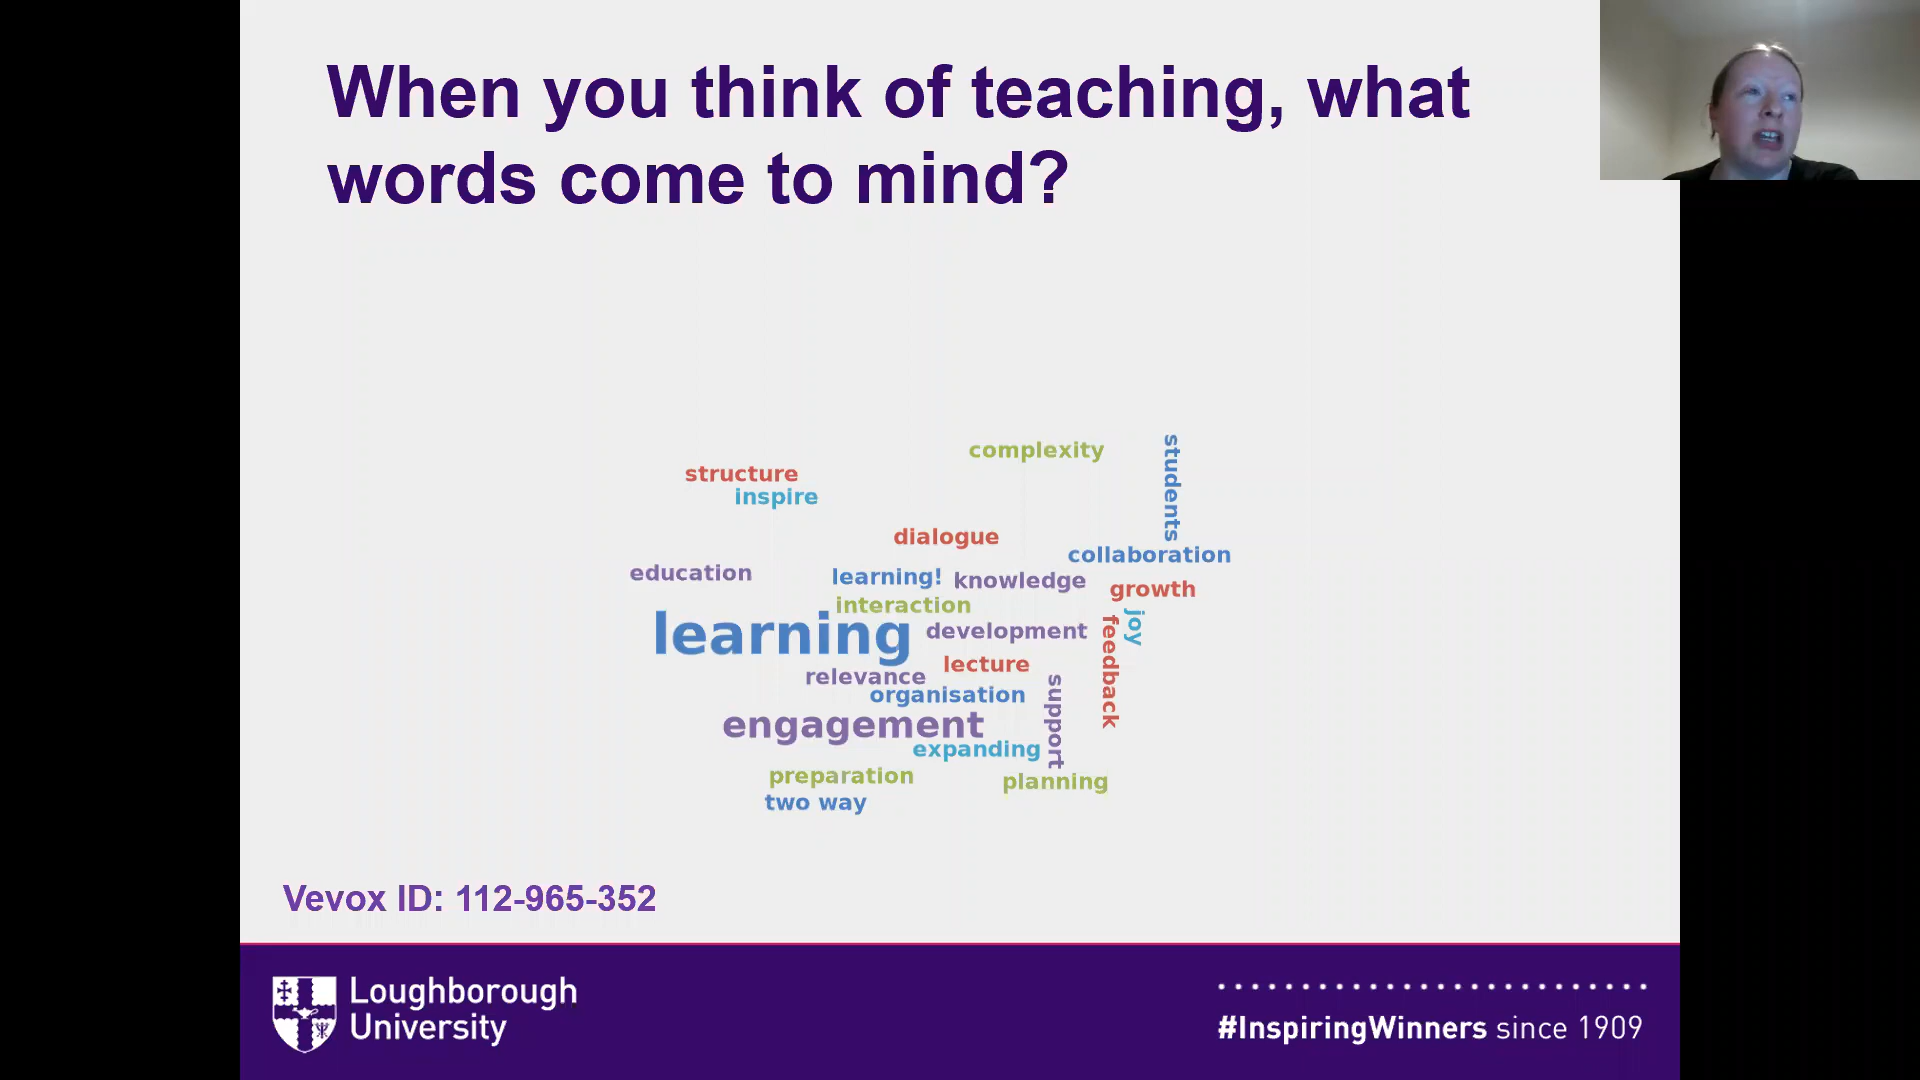 When you think of teaching, what
words come to mind?
complexity
students
structure
inspire
dialogue
collaboration
education
learning!
knowledge
growth
interaction
joy
learning
development
feedback
lecture
relevance
support
organisation
engagement
expanding
preparation
planning
two way
Vevox ID: 112-965-352
Loughborough
University
#InspiringWinners since 1909